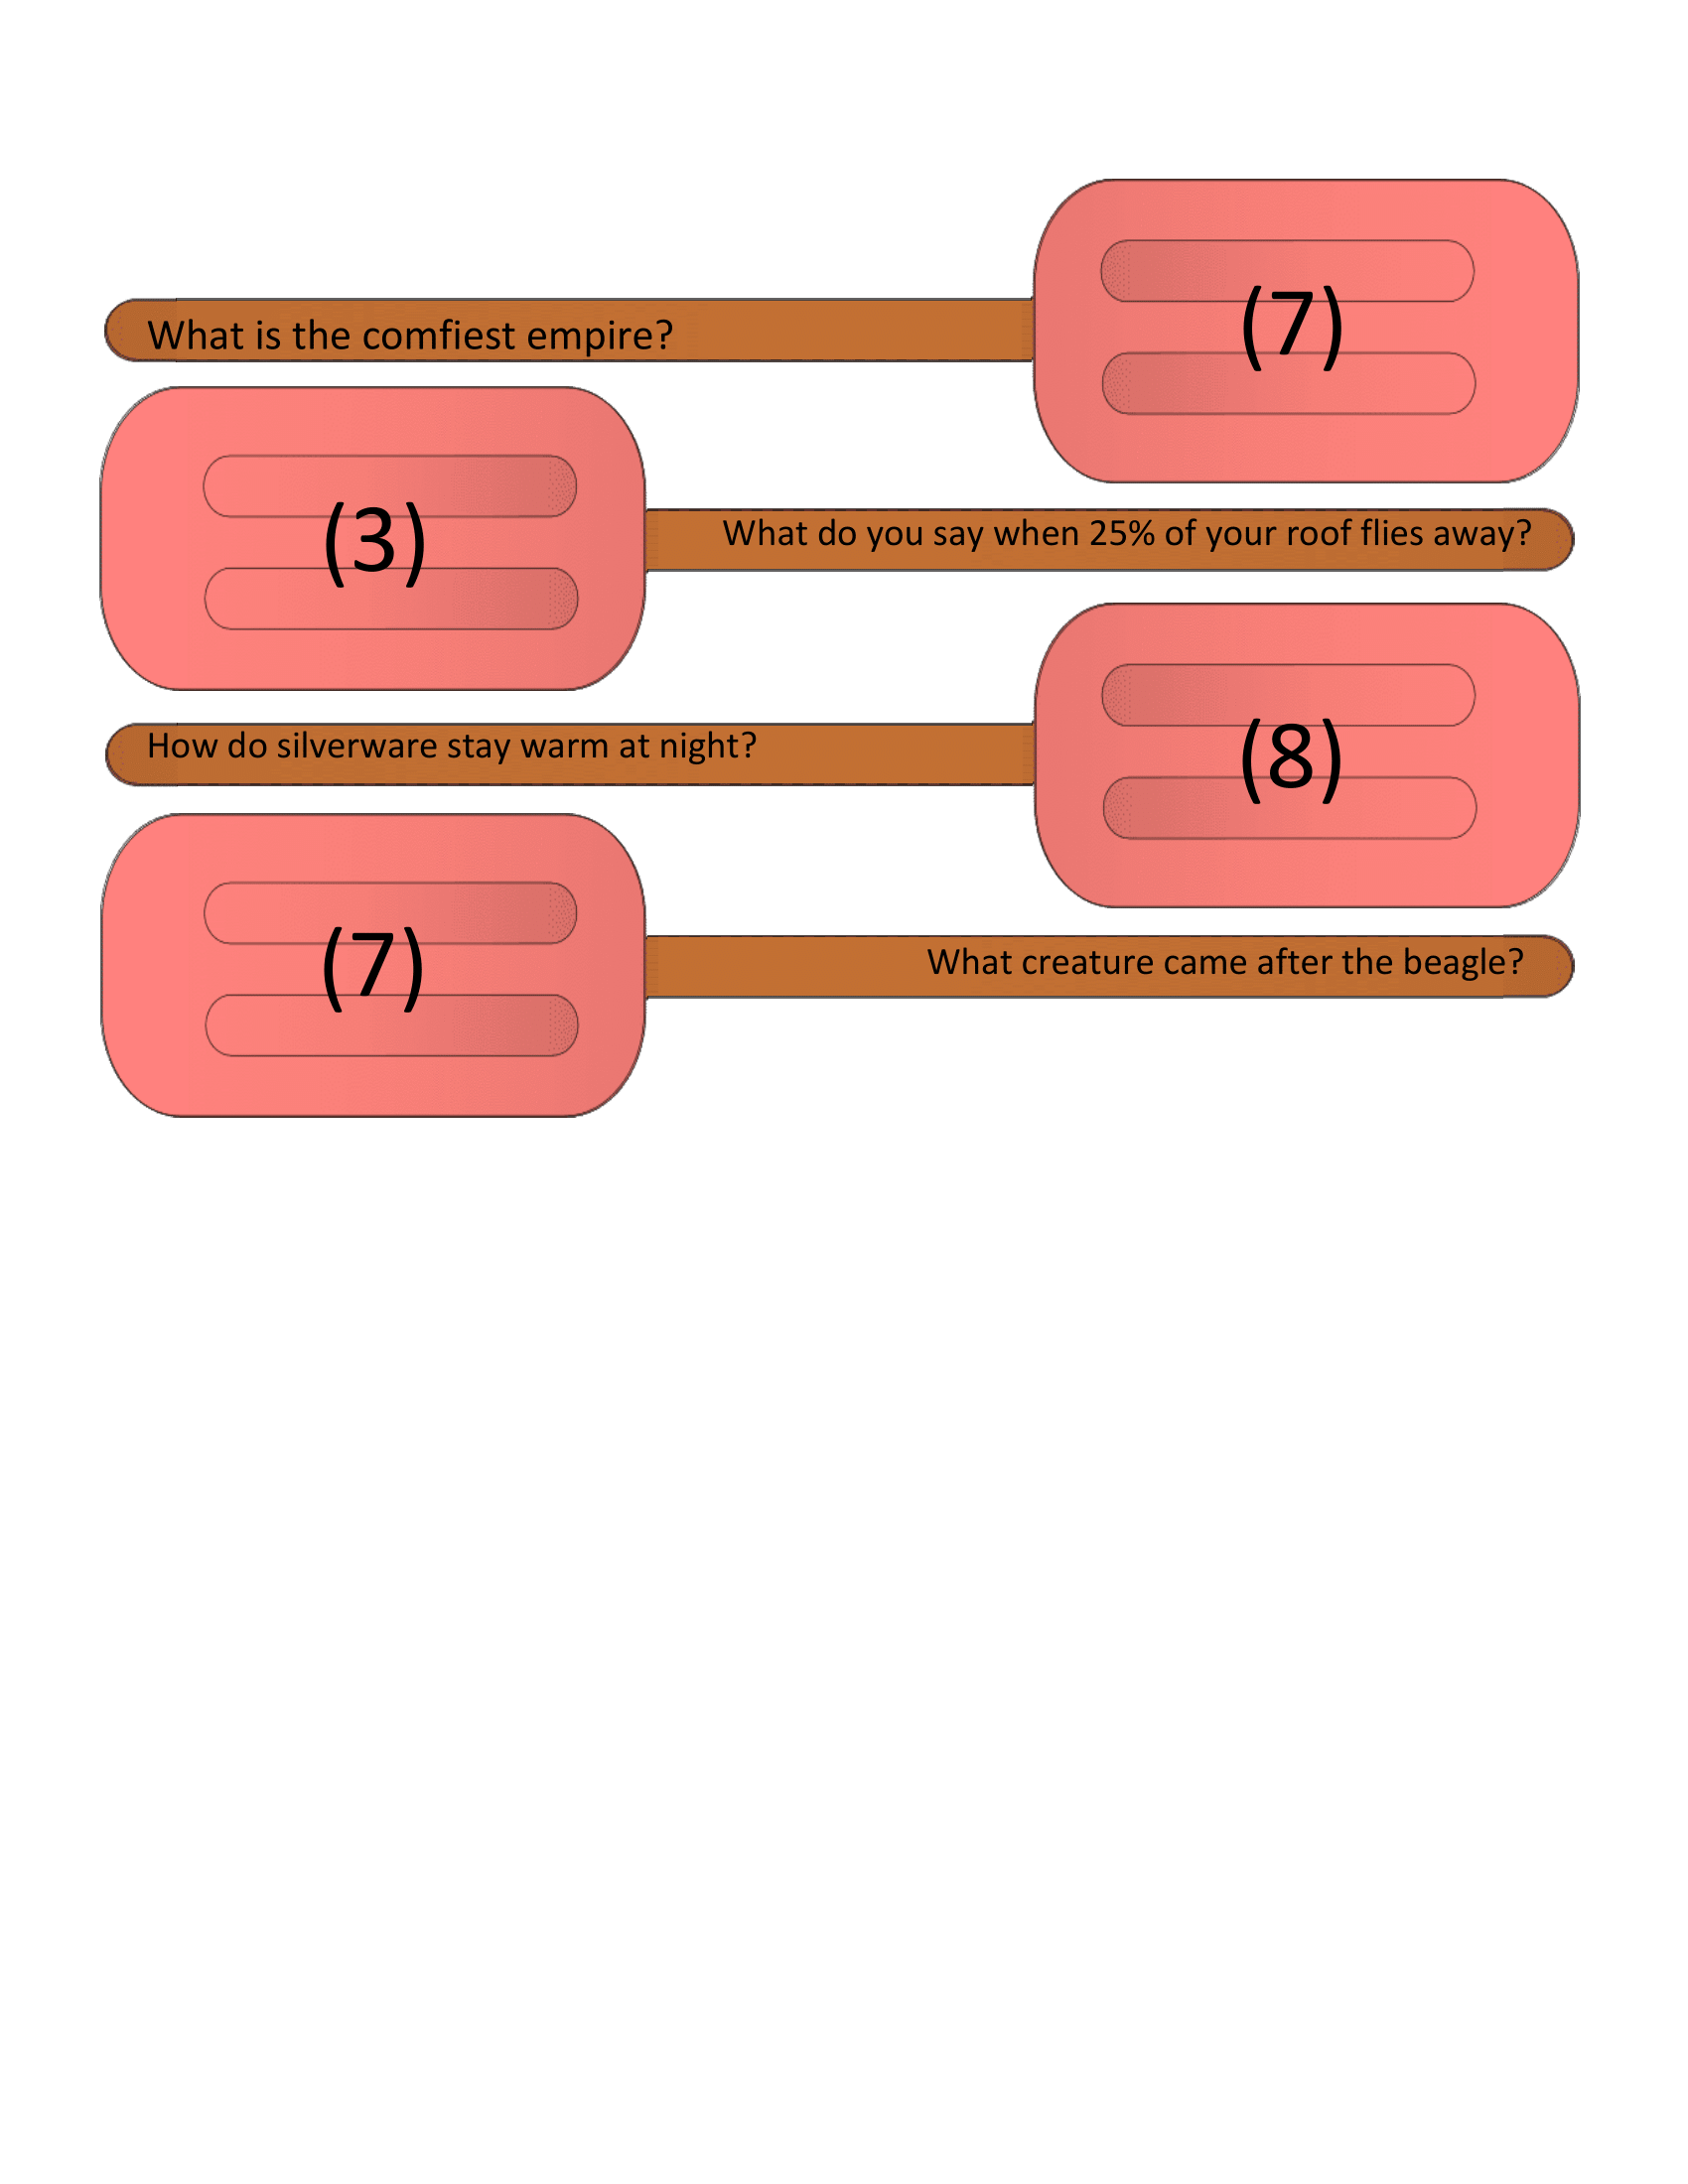 What is the comfiest empire?
(7)
(3)
What do you say when 25% of your roof flies away?
How do silverware stay warm at night?
(8)
(7)
What creature came after the beagle?